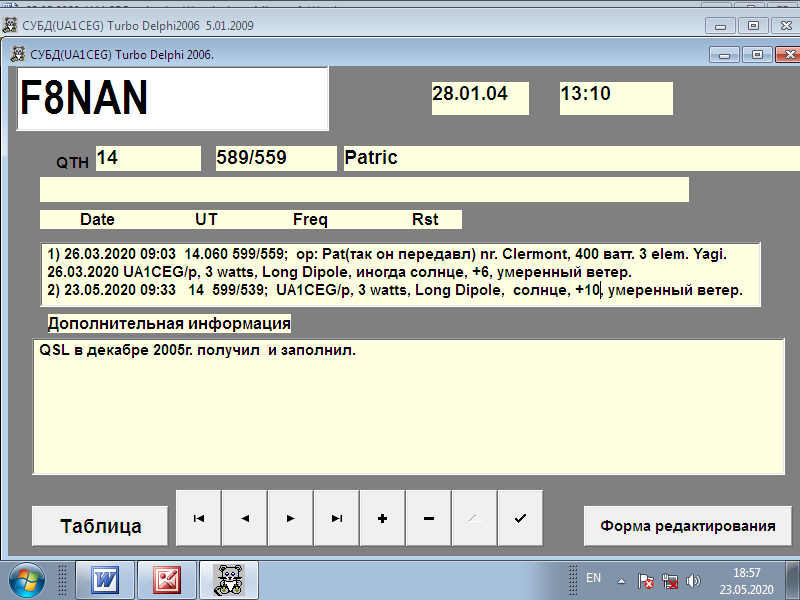 СУБД(UA1CEG) Turbo Delphi2006 5.01.2009
СУБД(UA1CEG) Turbo Delphi 2006.
F8NAN
28.01.04 13:10
QTH 14 589/559 Patric
Date UT Freq Rst
1) 26.03.2020 09:03 14.060 599/559; op: Pat(так он передавл) nr. Clermont, 400 ватт. 3 elem. Yagi.
26.03.2020 UA1CEG/p, 3 watts, Long Dipole, иногда солнце, +6, умеренный ветер.
2) 23.05.2020 09:33 14 599/539; UA1CEG/p, 3 watts, Long Dipole, солнце, +10, умеренный ветер.
Дополнительная информация
QSL в декабре 2005г. получил и заполнил.
Таблица
Форма редактирования
EN
18:57
23.05.2020